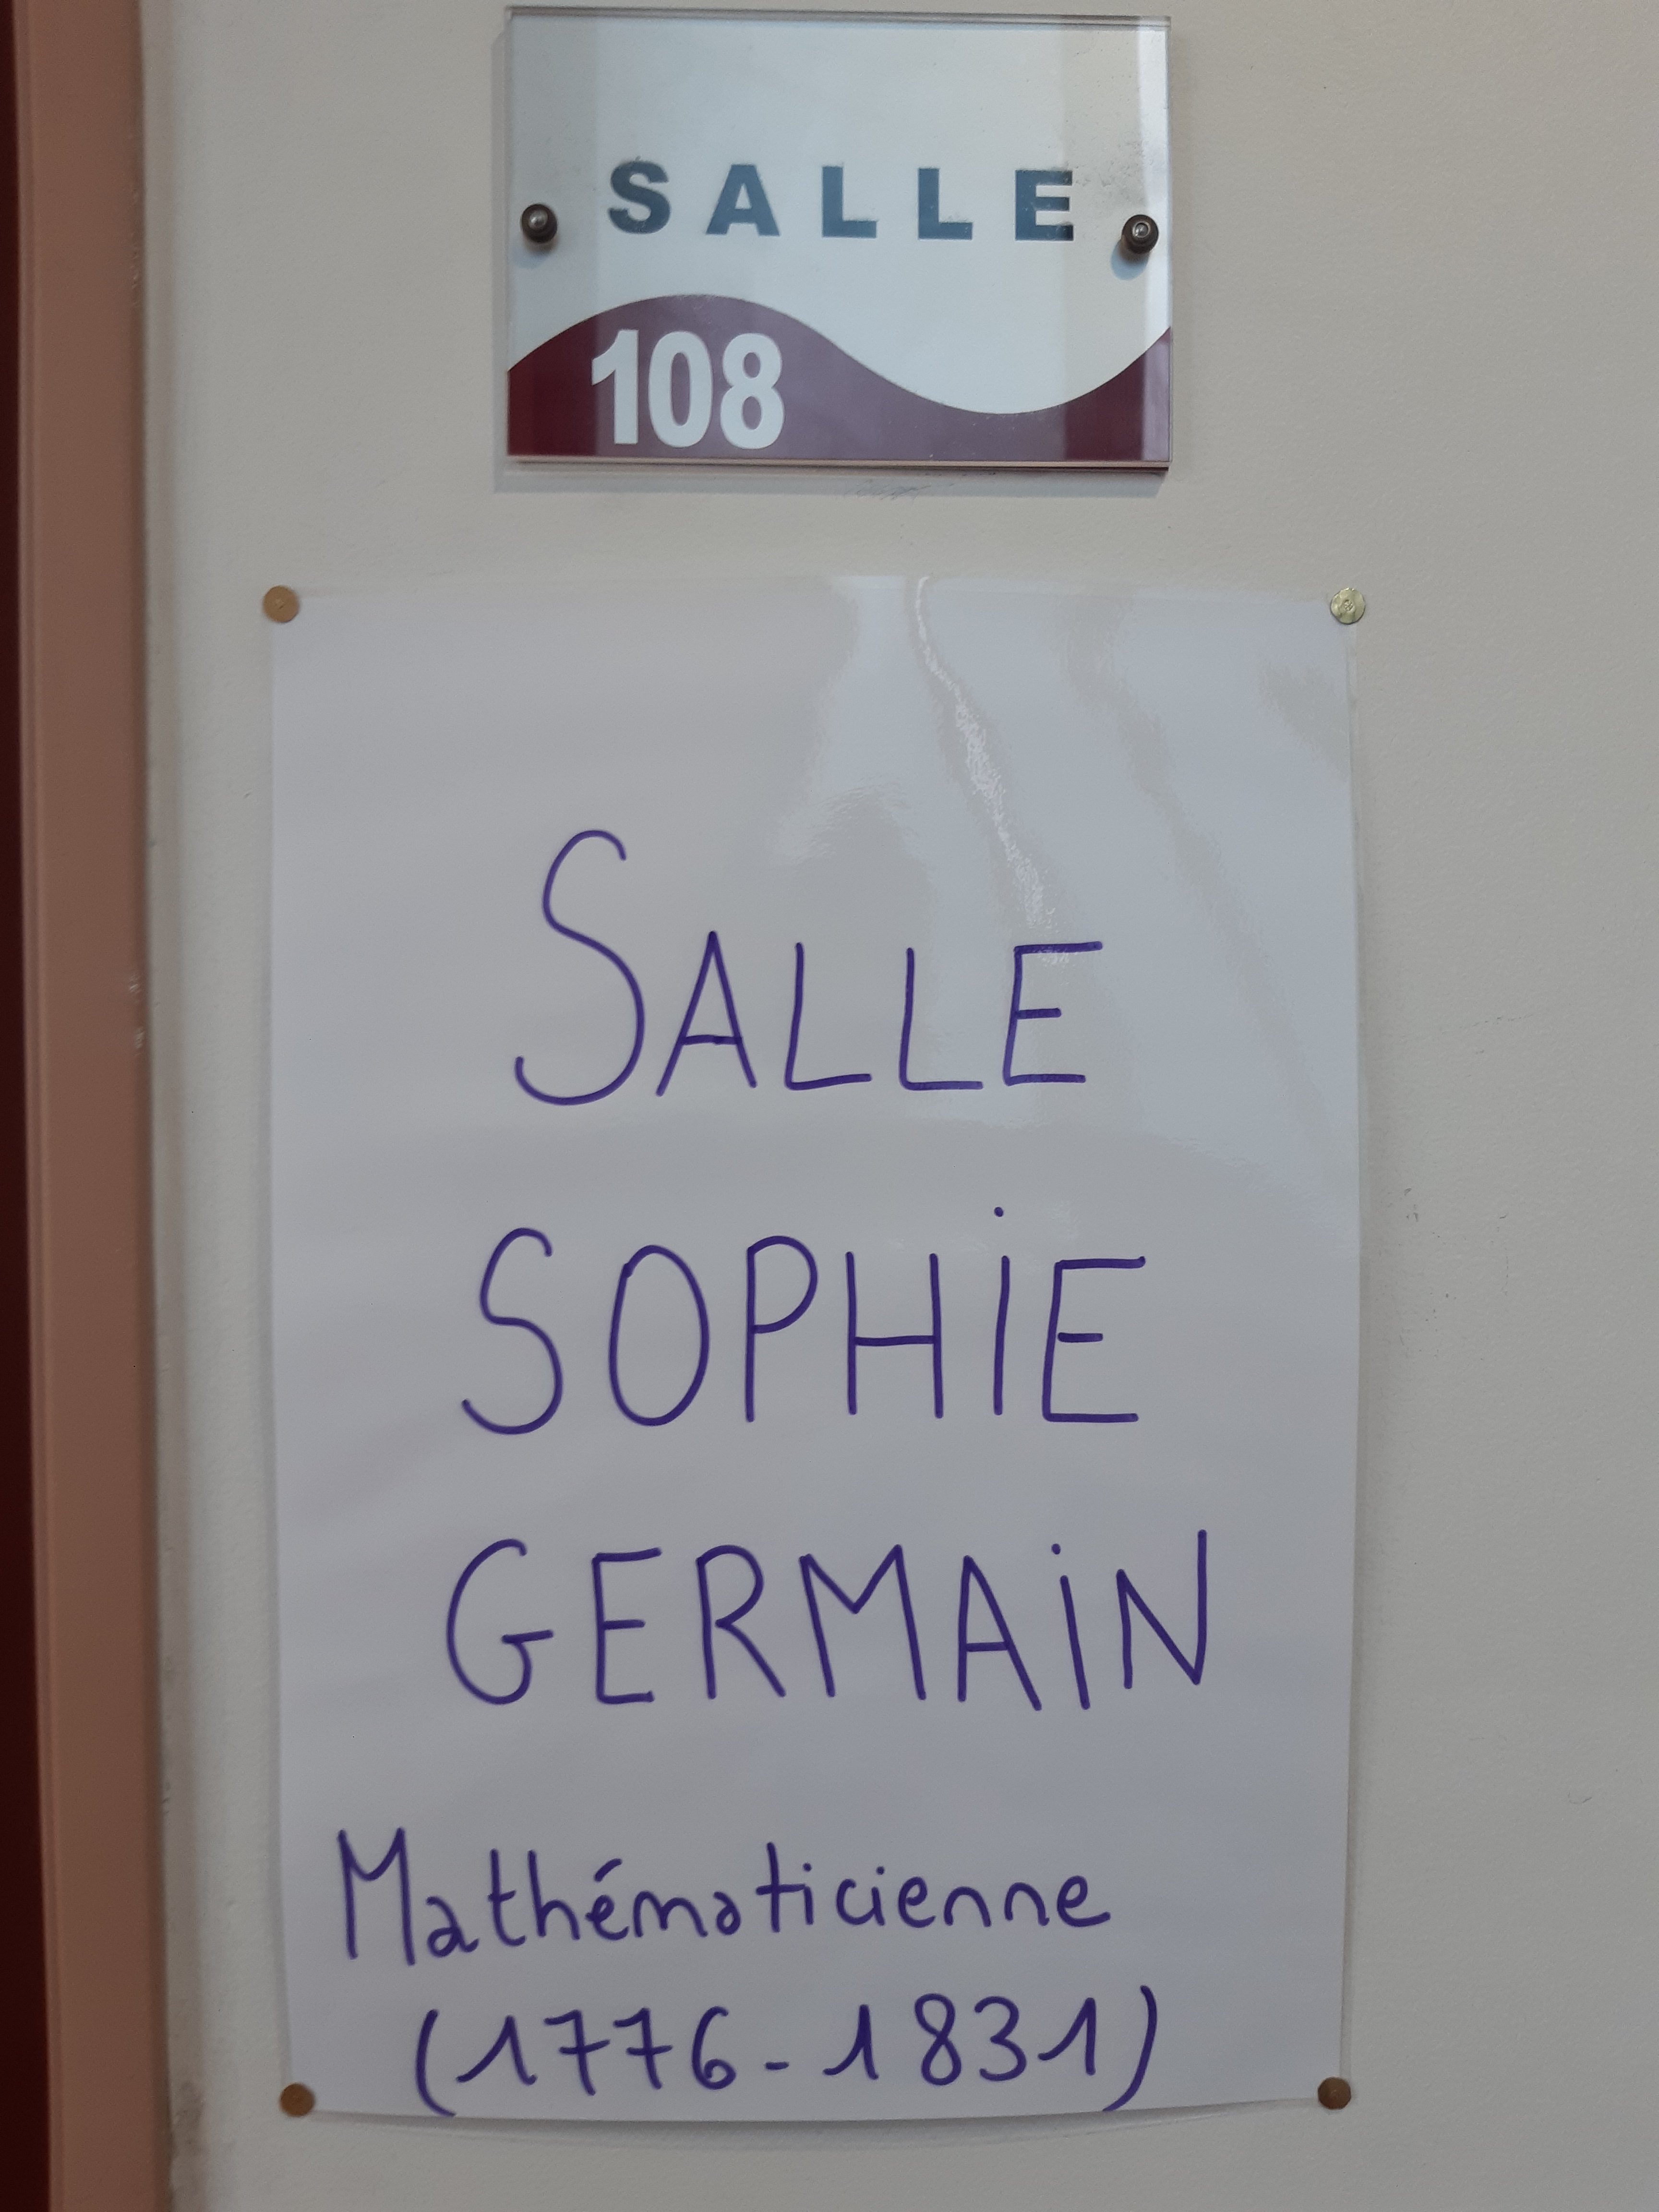 SALLE
108
SALLE
SOPHIE
GERMAIN
Mathématicienne
(1776-1831)